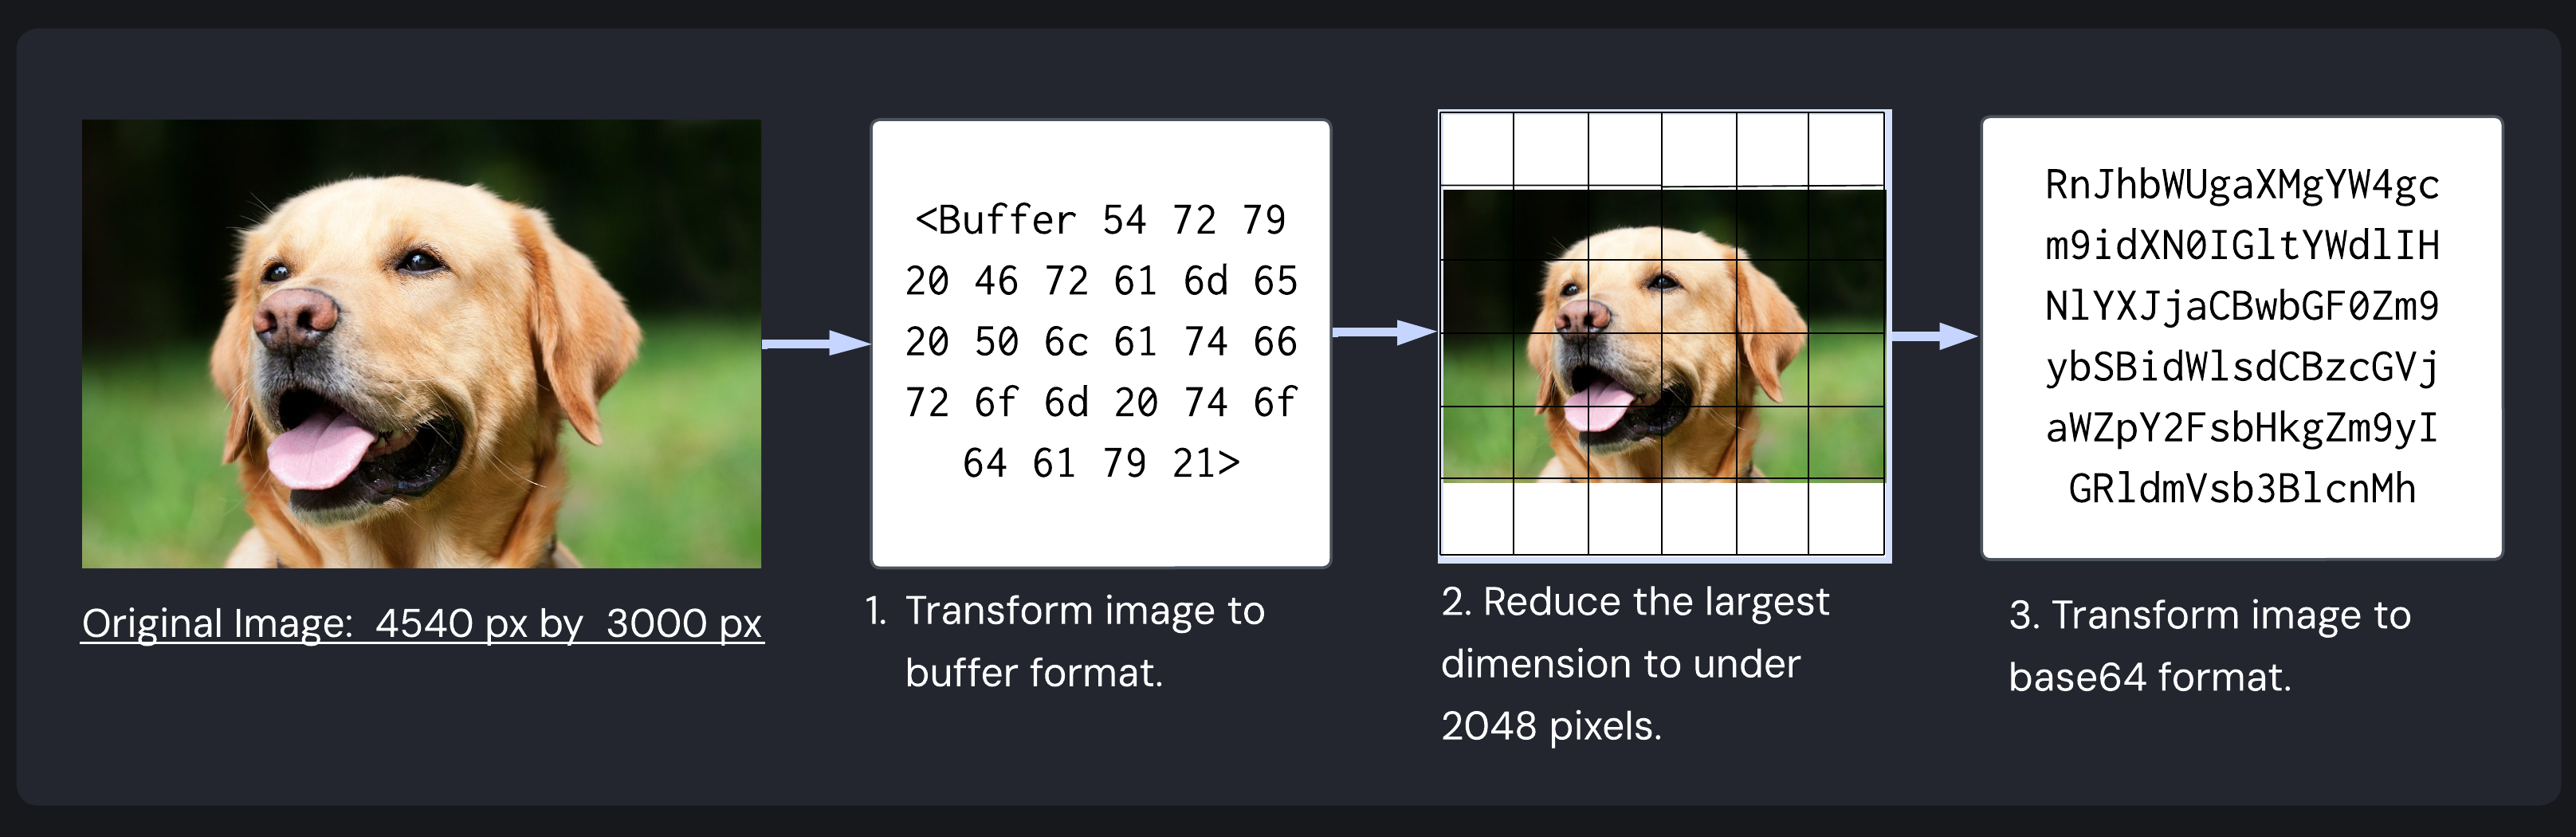 Original Image: 4540 px by 3000 px
<Buffer 54 72 79
20 46 72 61 6d 65
20 50 6c 61 74 66
72 6f 6d 20 74 6f
64 61 79 21>
1. Transform image to
buffer format.
2. Reduce the largest
dimension to under
2048 pixels.
RnJhbWUgaXMgYW4gc
m9idXN0IGltYWdlIH
NlYXJjaCBwbGF0Zm9
ybSBidWlsdCBzcGVj
aWZpY2FsbHkgZm9yI
GRldmVsb3BlcnMh
3. Transform image to
base64 format.